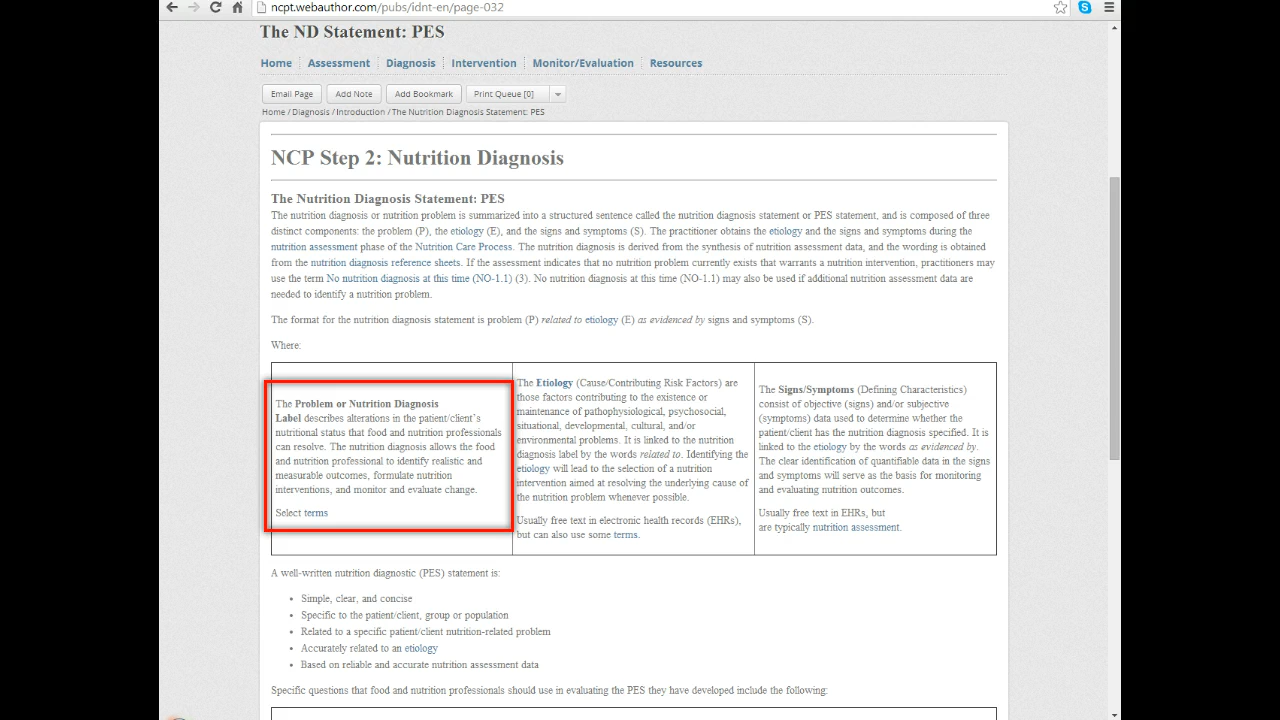 ncpt.webauthor.com/pubs/idnt-en/page-032
The ND Statement: PES
Home Assessment Diagnosis Intervention Monitor/Evaluation Resources
Email Page Add Note Add Bookmark Print Queue [0]
Home / Diagnosis / Introduction / The Nutrition Diagnosis Statement: PES
NCP Step 2: Nutrition Diagnosis
The Nutrition Diagnosis Statement: PES
The nutrition diagnosis or nutrition problem is summarized into a structured sentence called the nutrition diagnosis statement or PES statement, and is composed of three
distinct components: the problem (P), the etiology (E), and the signs and symptoms (S). The practitioner obtains the etiology and the signs and symptoms during the
nutrition assessment phase of the Nutrition Care Process. The nutrition diagnosis is derived from the synthesis of nutrition assessment data, and the wording is obtained
from the nutrition diagnosis reference sheets. If the assessment indicates that no nutrition problem currently exists that warrants a nutrition intervention, practitioners may
use the term No nutrition diagnosis at this time (NO-1.1) (3). No nutrition diagnosis at this time (NO-1.1) may also be used if additional nutrition assessment data are
needed to identify a nutrition problem.
The format for the nutrition diagnosis statement is problem (P) related to etiology (E) as evidenced by signs and symptoms (S).
Where:
The Problem or Nutrition Diagnosis
Label describes alterations in the patient/client's
nutritional status that food and nutrition professionals
can resolve. The nutrition diagnosis allows the food
and nutrition professional to identify realistic and
measurable outcomes, formulate nutrition
interventions, and monitor and evaluate change.
Select terms
The Etiology (Cause/Contributing Risk Factors) are
those factors contributing to the existence or
maintenance of pathophysiological, psychosocial,
situational, developmental, cultural, and/or
environmental problems. It is linked to the nutrition
diagnosis label by the words related to. Identifying the
etiology will lead to the selection of a nutrition
intervention aimed at resolving the underlying cause of
the nutrition problem whenever possible.
Usually free text in electronic health records (EHRs),
but can also use some terms.
The Signs/Symptoms (Defining Characteristics)
consist of objective (signs) and/or subjective
(symptoms) data used to determine whether the
patient/client has the nutrition diagnosis specified. It is
linked to the etiology by the words as evidenced by.
The clear identification of quantifiable data in the signs
and symptoms will serve as the basis for monitoring
and evaluating nutrition outcomes.
Usually free text in EHRs, but
are typically nutrition assessment.
A well-written nutrition diagnostic (PES) statement is:
• Simple, clear, and concise
• Specific to the patient/client, group or population
• Related to a specific patient/client nutrition-related problem
• Accurately related to an etiology
• Based on reliable and accurate nutrition assessment data
Specific questions that food and nutrition professionals should use in evaluating the PES they have developed include the following: